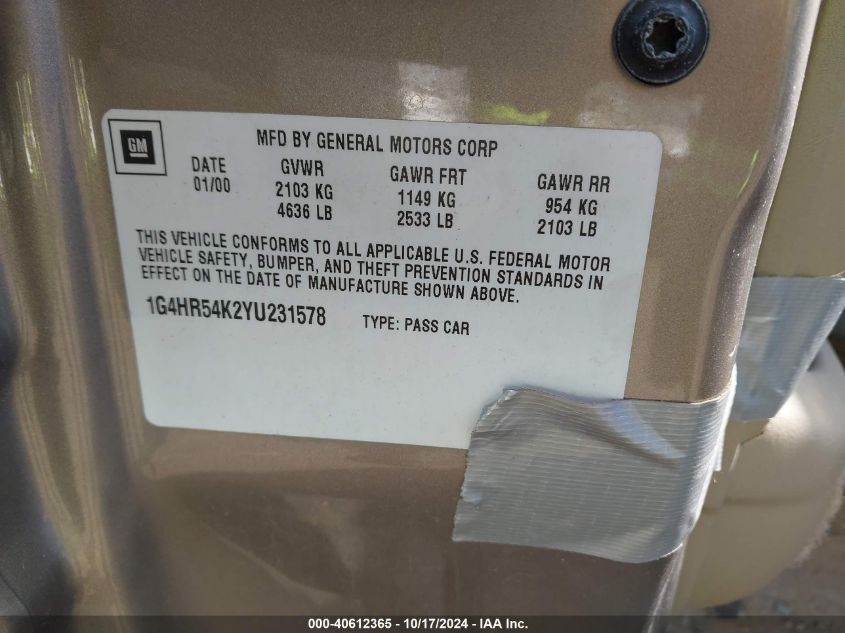 GM
MFD BY GENERAL MOTORS CORP
DATE GVWR GAWR FRT GAWR RR
01/00 2103 KG 1149 KG 954 KG
4636 LB 2533 LB 2103 LB
THIS VEHICLE CONFORMS TO ALL APPLICABLE U.S. FEDERAL MOTOR
VEHICLE SAFETY, BUMPER, AND THEFT PREVENTION STANDARDS IN
EFFECT ON THE DATE OF MANUFACTURE SHOWN ABOVE.
1G4HR54K2YU231578 TYPE: PASS CAR
000-40612365 - 10/17/2024 - IAA Inc.